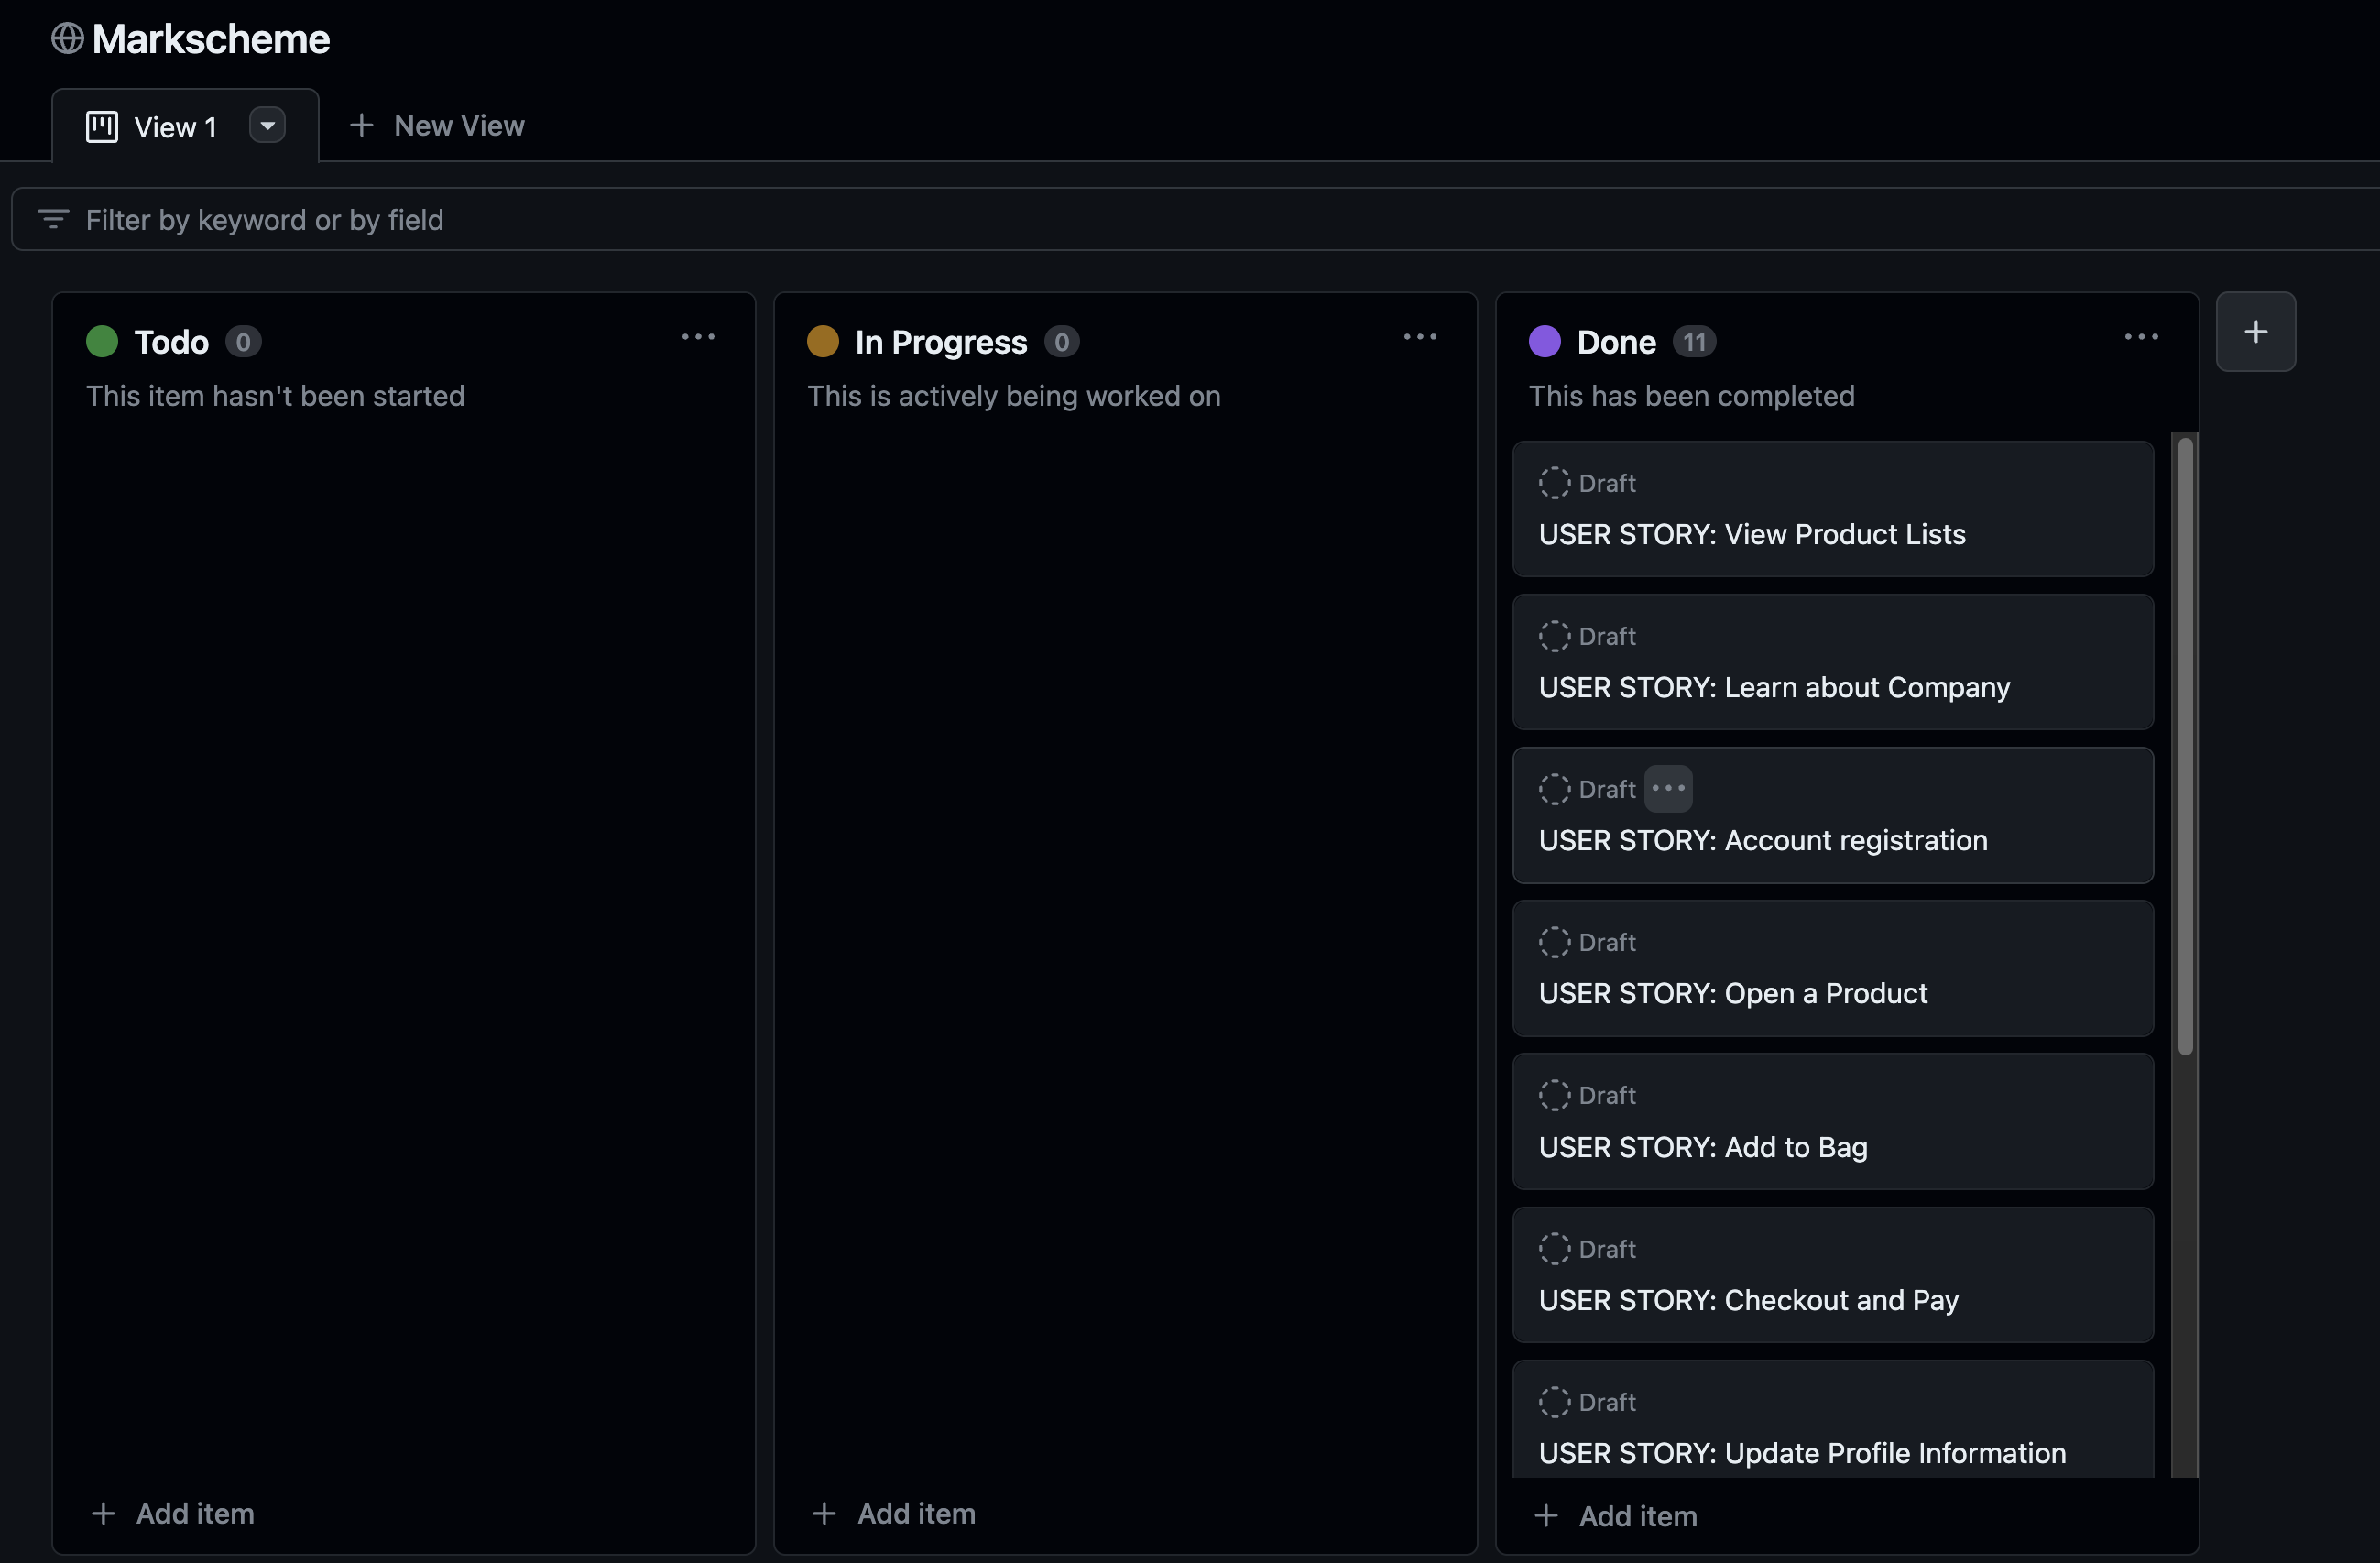 Markscheme
View 1
New View
Filter by keyword or by field
Todo 0
This item hasn't been started
Add item
In Progress 0
This is actively being worked on
Add item
Done 11
This has been completed
Draft
USER STORY: View Product Lists
Draft
USER STORY: Learn about Company
Draft
USER STORY: Account registration
Draft
USER STORY: Open a Product
Draft
USER STORY: Add to Bag
Draft
USER STORY: Checkout and Pay
Draft
USER STORY: Update Profile Information
Add item